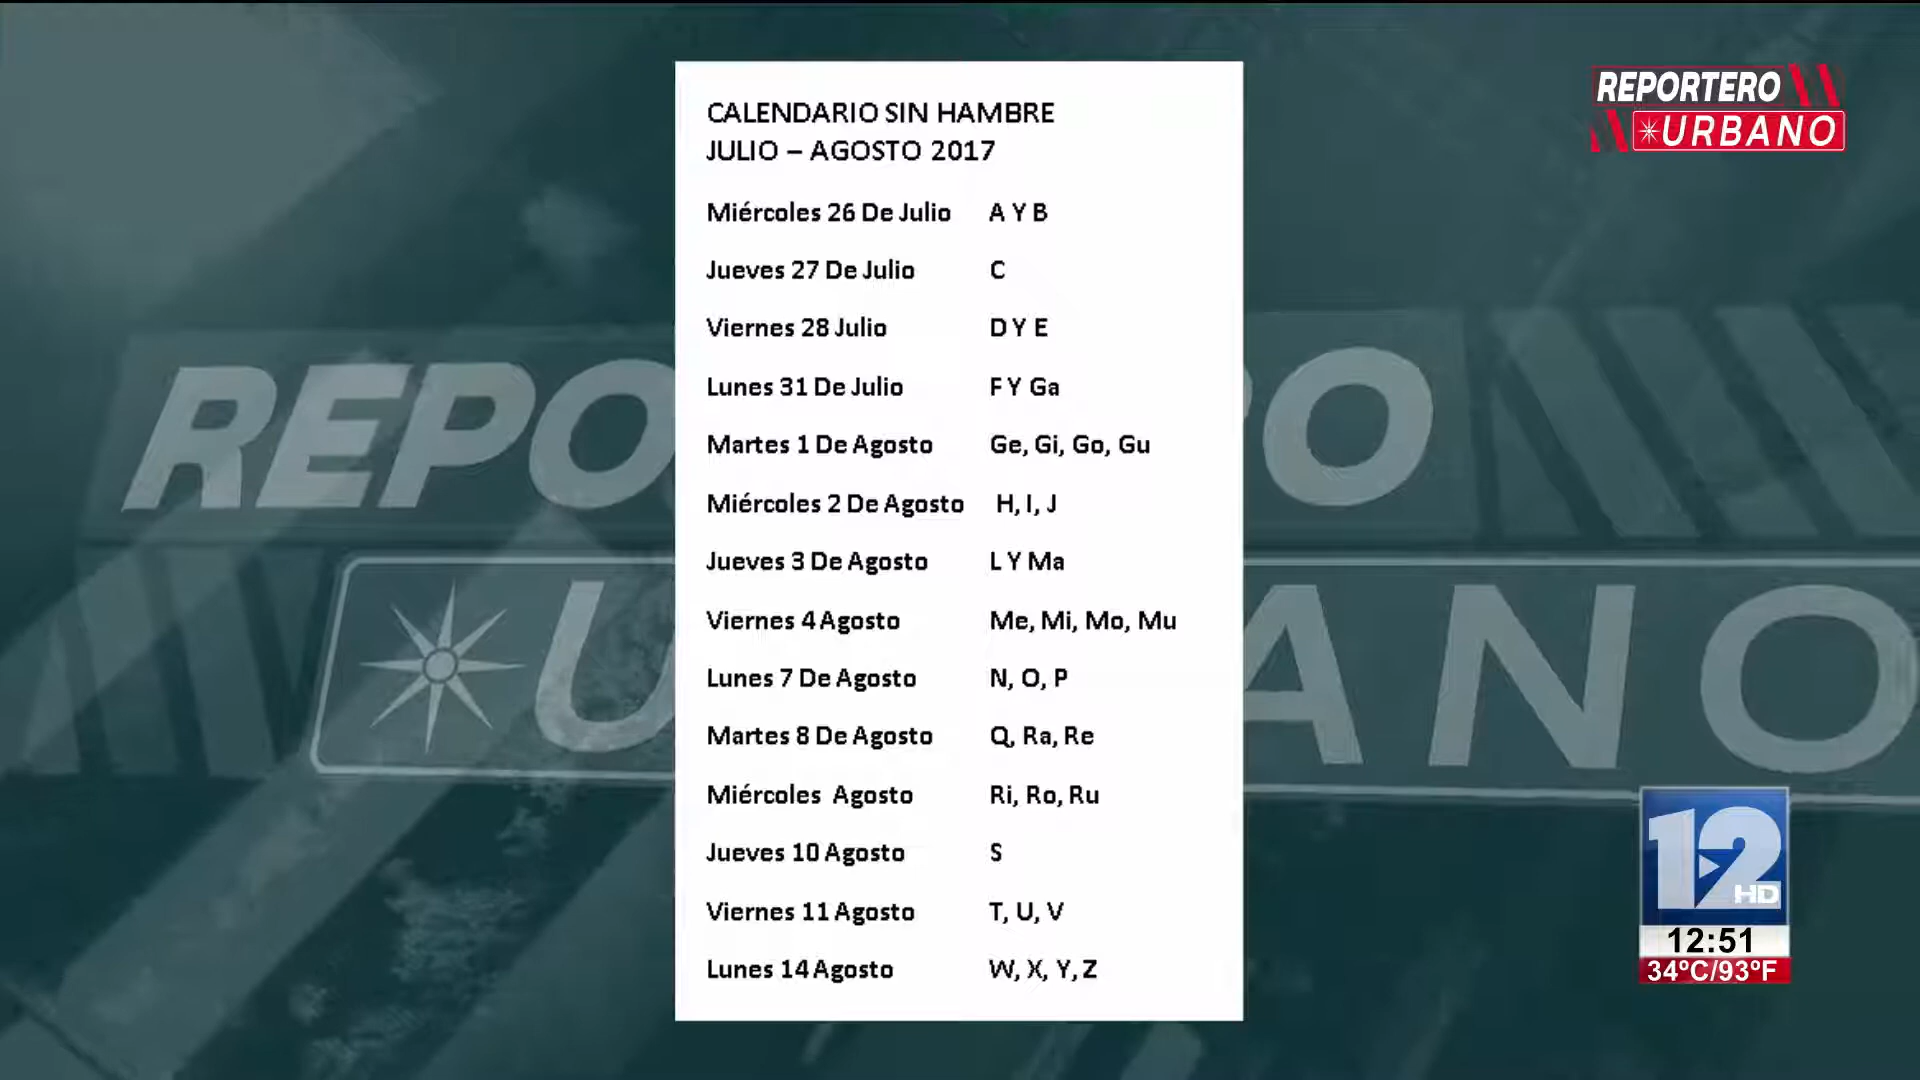 REPORTERO
URBANO
CALENDARIO SIN HAMBRE
JULIO – AGOSTO 2017
Miércoles 26 De Julio A Y B
Jueves 27 De Julio C
Viernes 28 Julio D Y E
Lunes 31 De Julio F Y Ga
Martes 1 De Agosto Ge, Gi, Go, Gu
Miércoles 2 De Agosto H, I, J
Jueves 3 De Agosto L Y Ma
Viernes 4 Agosto Me, Mi, Mo, Mu
Lunes 7 De Agosto N, O, P
Martes 8 De Agosto Q, Ra, Re
Miércoles Agosto Ri, Ro, Ru
Jueves 10 Agosto S
Viernes 11 Agosto T, U, V
Lunes 14 Agosto W, X, Y, Z
REPO O
U ANO
12
HD
12:51
34ºC/93ºF